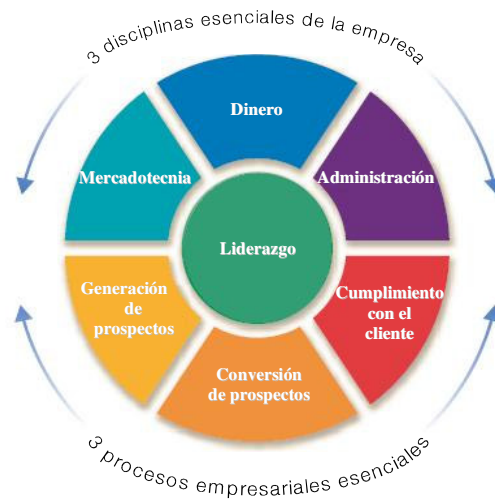 3 disciplinas esenciales de la empresa
Dinero
Mercadotecnia
Administración
Liderazgo
Generación
de
prospectos
Cumplimiento
con el
cliente
Conversión
de prospectos
3 procesos empresariales esenciales